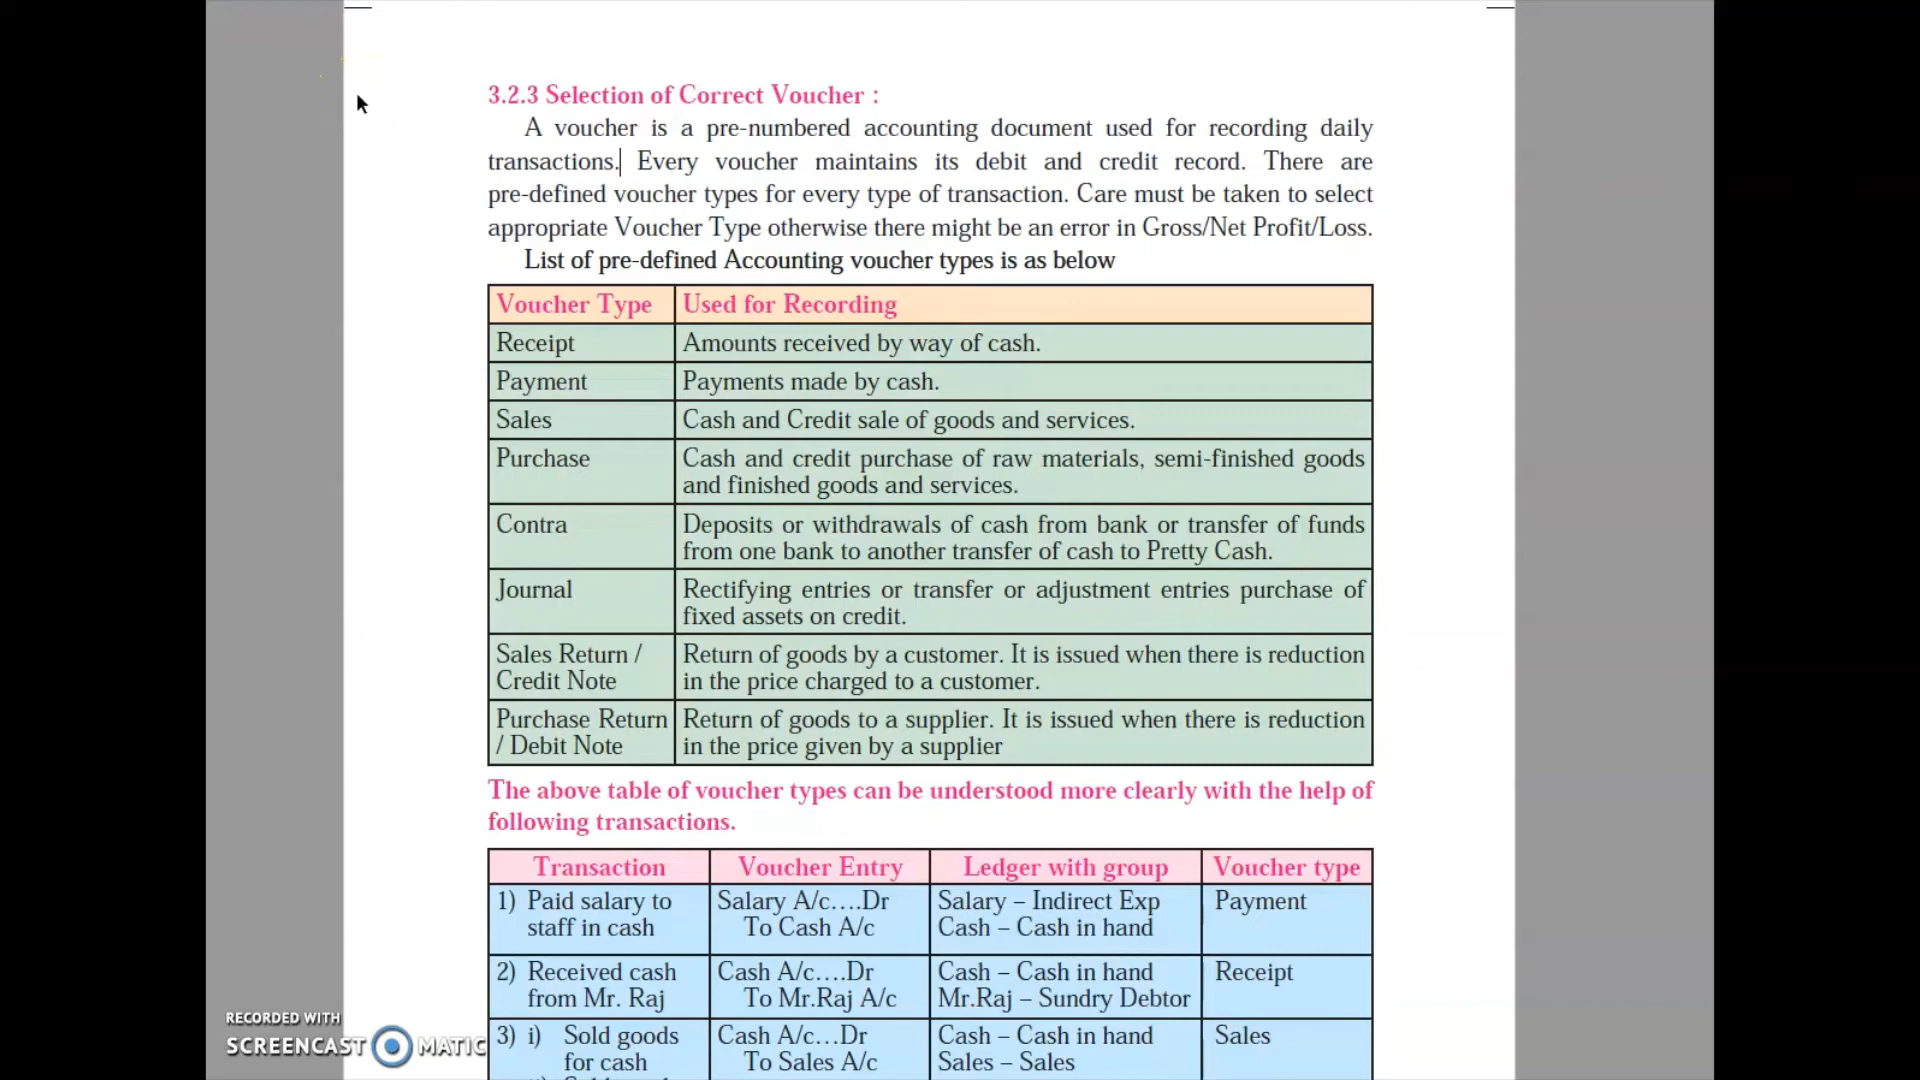 3.2.3 Selection of Correct Voucher :
A voucher is a pre-numbered accounting document used for recording daily
transactions. Every voucher maintains its debit and credit record. There are
pre-defined voucher types for every type of transaction. Care must be taken to select
appropriate Voucher Type otherwise there might be an error in Gross/Net Profit/Loss.
List of pre-defined Accounting voucher types is as below
Voucher Type Used for Recording
Receipt Amounts received by way of cash.
Payment Payments made by cash.
Sales Cash and Credit sale of goods and services.
Purchase Cash and credit purchase of raw materials, semi-finished goods
and finished goods and services.
Contra Deposits or withdrawals of cash from bank or transfer of funds
from one bank to another transfer of cash to Pretty Cash.
Journal Rectifying entries or transfer or adjustment entries purchase of
fixed assets on credit.
Sales Return / Return of goods by a customer. It is issued when there is reduction
Credit Note in the price charged to a customer.
Purchase Return Return of goods to a supplier. It is issued when there is reduction
/ Debit Note in the price given by a supplier
The above table of voucher types can be understood more clearly with the help of
following transactions.
Transaction Voucher Entry Ledger with group Voucher type
1) Paid salary to Salary A/c....Dr Salary – Indirect Exp Payment
staff in cash To Cash A/c Cash – Cash in hand
2) Received cash Cash A/c....Dr Cash – Cash in hand Receipt
from Mr. Raj To Mr.Raj A/c Mr.Raj – Sundry Debtor
3) i) Sold goods Cash A/c...Dr Cash – Cash in hand Sales
for cash To Sales A/c Sales – Sales
RECORDED WITH
SCREENCAST MATIC